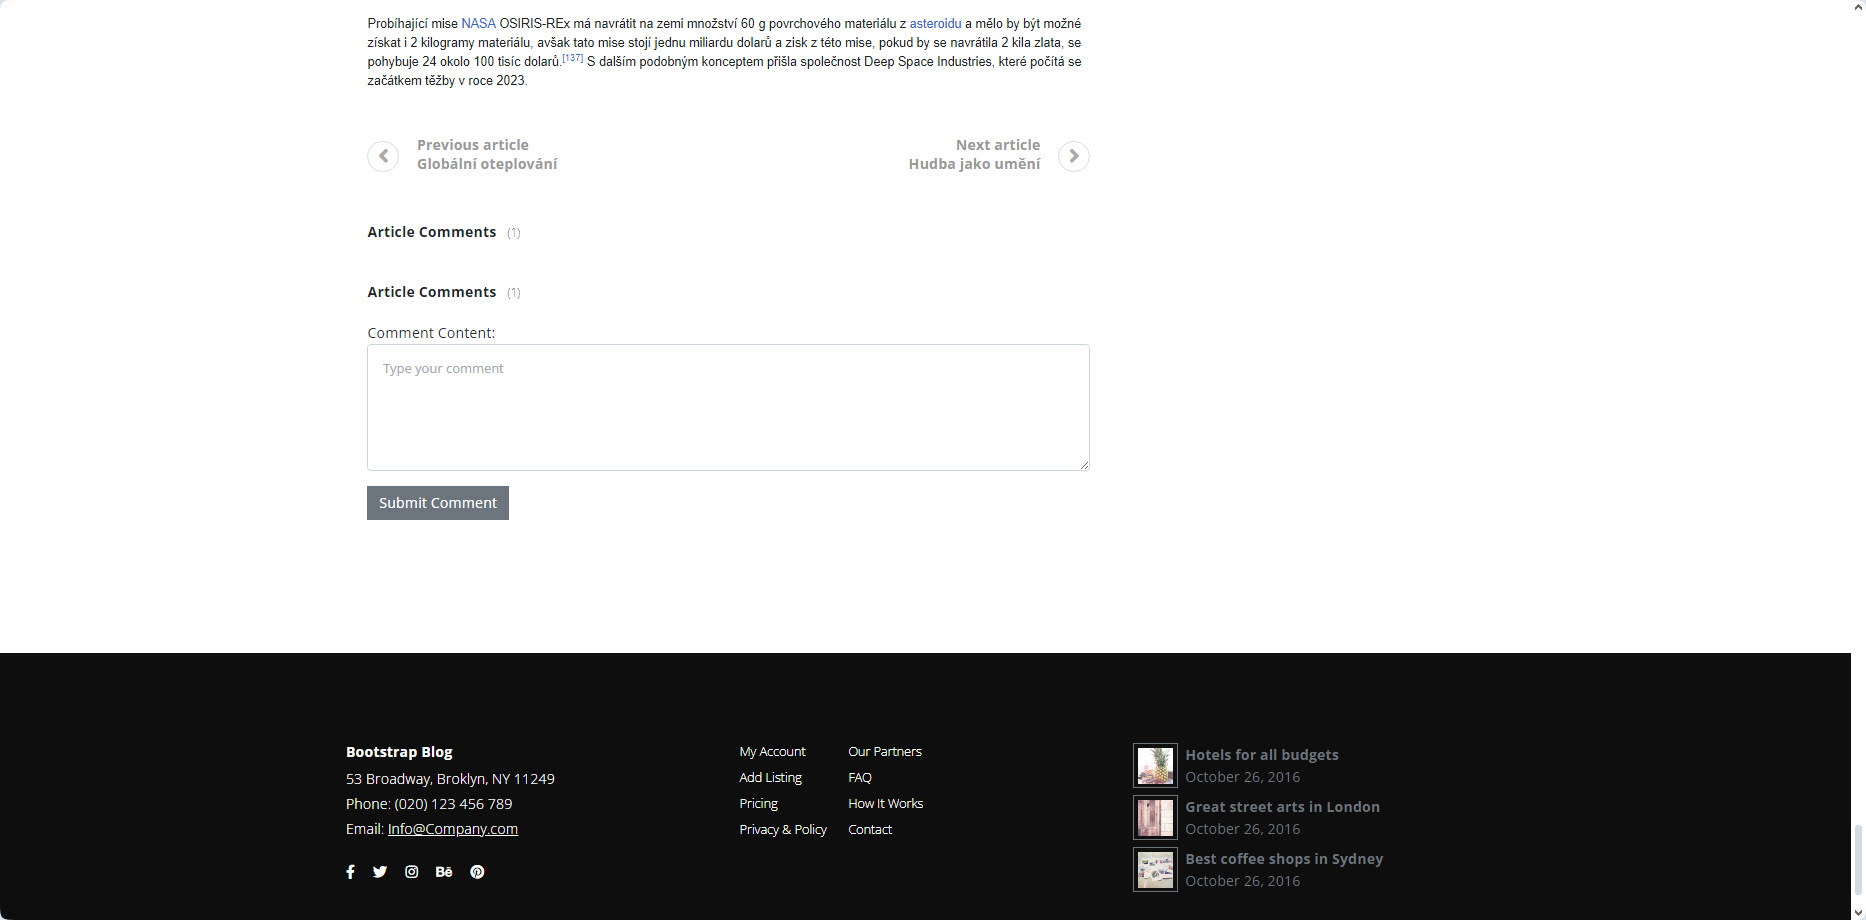 Probíhající mise NASA OSIRIS-REx má navrátit na zemi množství 60 g povrchového materiálu z asteroidu a mělo by být možné
získat i 2 kilogramy materiálu, avšak tato mise stojí jednu miliardu dolarů a zisk z této mise, pokud by se navrátila 2 kila zlata, se
pohybuje 24 okolo 100 tisíc dolarů.[137] S dalším podobným konceptem přišla společnost Deep Space Industries, které počítá se
začátkem těžby v roce 2023.
Previous article
Globální oteplování
Next article
Hudba jako umění
Article Comments (1)
Article Comments (1)
Comment Content:
Type your comment
Submit Comment
Bootstrap Blog
53 Broadway, Broklyn, NY 11249
Phone: (020) 123 456 789
Email: Info@Company.com
My Account
Add Listing
Pricing
Privacy & Policy
Our Partners
FAQ
How It Works
Contact
Hotels for all budgets
October 26, 2016
Great street arts in London
October 26, 2016
Best coffee shops in Sydney
October 26, 2016